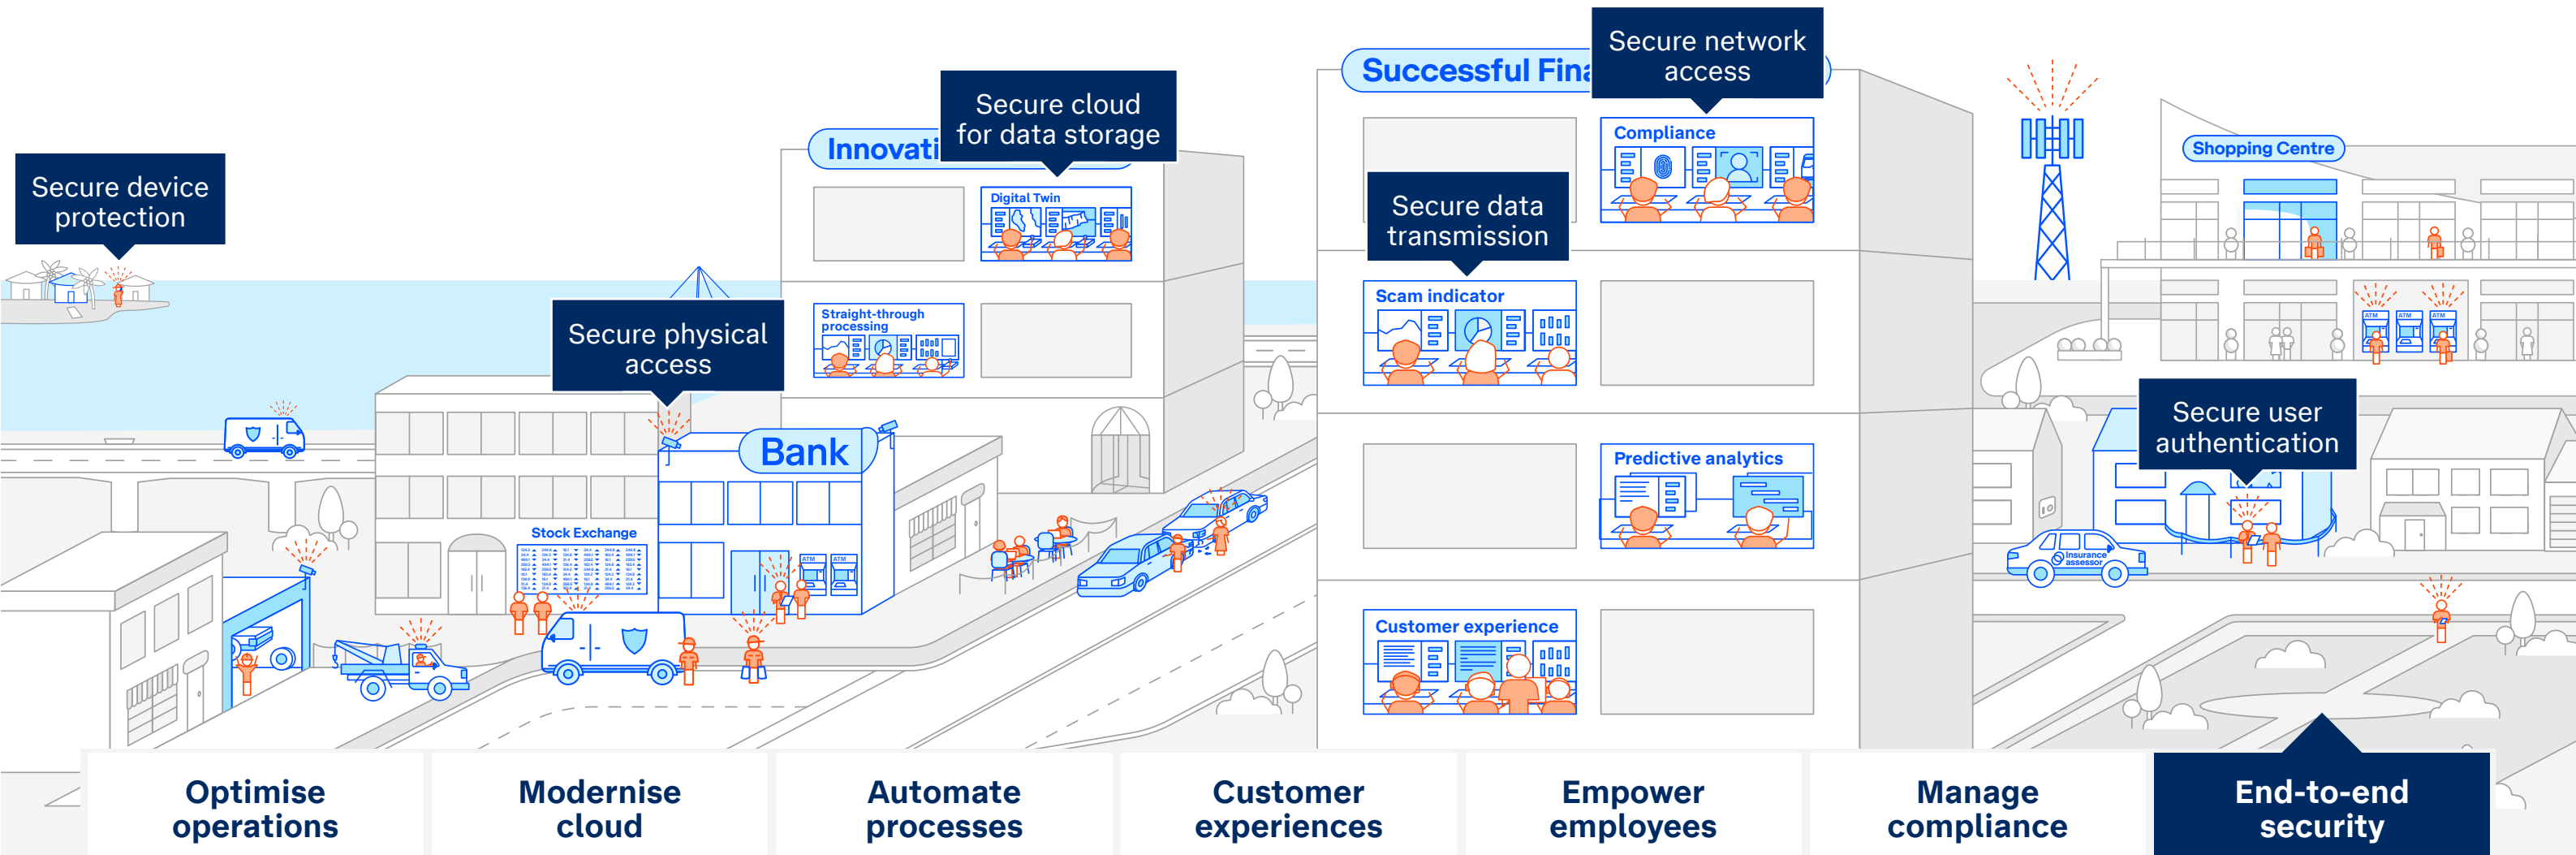 Secure network
access
Successful Fina
Secure cloud
for data storage
Compliance
Innovati
Shopping Centre
Secure device
protection
Digital Twin
Secure data
transmission
Scam indicator
Straight-through
processing
Secure physical
access
ATM
ATM
ATM
Secure user
authentication
Bank
Predictive analytics
Stock Exchange
ATM
ATM
Insurance
assessor
Customer experience
Optimise
operations
Modernise
cloud
Automate
processes
Customer
experiences
Empower
employees
Manage
compliance
End-to-end
security